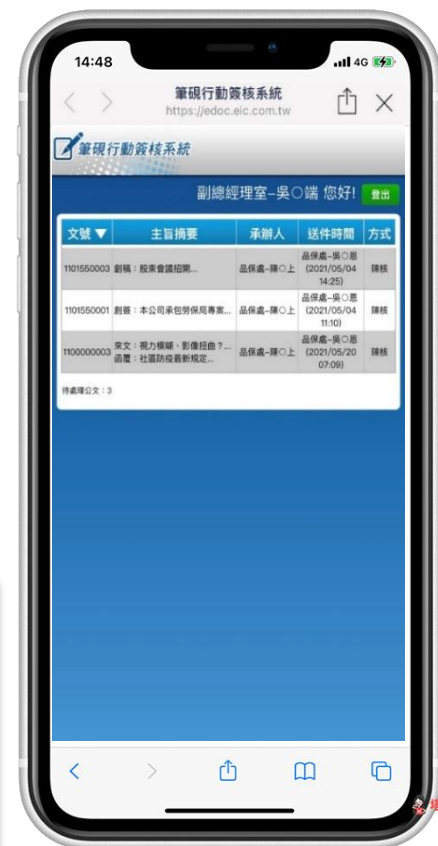 14:48
4G
筆硯行動簽核系統
https://edoc.eic.com.tw
筆硯行動簽核系統
副總經理室-吳○端 您好! 登出
文號▼ 主旨摘要 承辦人 送件時間 方式
1101550003 創稿：股東會議招開... 品保處-陳○上 品保處-吳○恩 (2021/05/04 14:25) 陳核
1101550001 創簽：本公司承包勞保局專案... 品保處-陳○上 品保處-吳○恩 (2021/05/04 11:10) 陳核
1100000003 來文：視力模糊、影像扭曲？... 函覆：社區防疫最新規定... 品保處-陳○上 品保處-吳○恩 (2021/05/20 07:09) 陳核
待處理公文：3